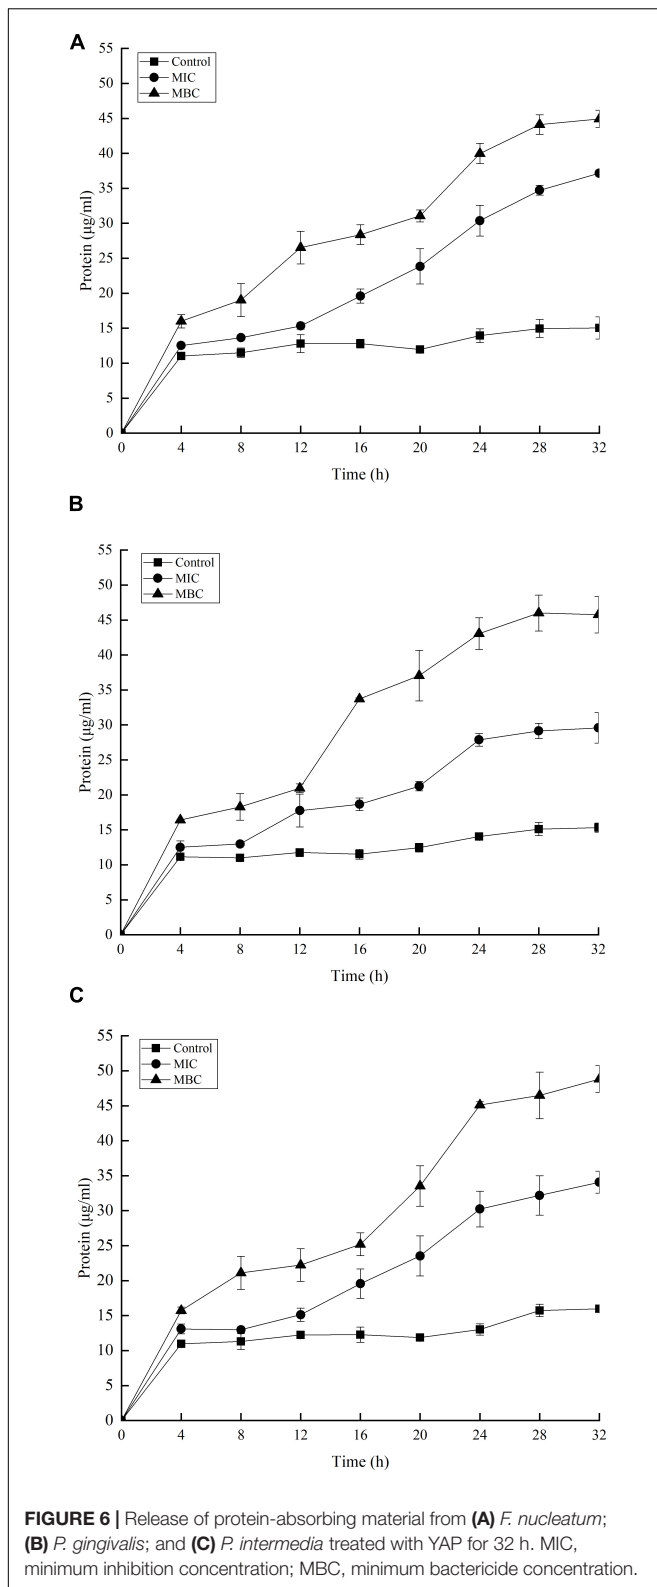 A
55
50
45
40
35
30
25
20
15
10
5
0
Protein (μg/ml)
Control
MIC
MBC
0 4 8 12 16 20 24 28 32
Time (h)
B
55
50
45
40
35
30
25
20
15
10
5
0
Protein (μg/ml)
Control
MIC
MBC
0 4 8 12 16 20 24 28 32
Time (h)
C
55
50
45
40
35
30
25
20
15
10
5
0
Protein (μg/ml)
Control
MIC
MBC
0 4 8 12 16 20 24 28 32
Time (h)
FIGURE 6 | Release of protein-absorbing material from (A) F. nucleatum;
(B) P. gingivalis; and (C) P. intermedia treated with YAP for 32 h. MIC,
minimum inhibition concentration; MBC, minimum bactericide concentration.